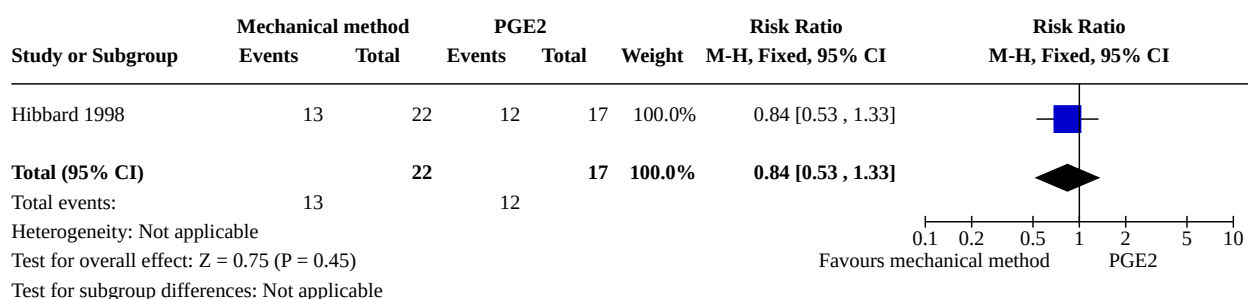 Mechanical method PGE2 Risk Ratio Risk Ratio
Study or Subgroup Events Total Events Total Weight M-H, Fixed, 95% CI M-H, Fixed, 95% CI
Hibbard 1998 13 22 12 17 100.0% 0.84 [0.53 , 1.33]
Total (95% CI) 22 17 100.0% 0.84 [0.53 , 1.33]
Total events: 13 12
Heterogeneity: Not applicable
0.1 0.2 0.5 1 2 5 10
Test for overall effect: Z = 0.75 (P = 0.45) Favours mechanical method PGE2
Test for subgroup differences: Not applicable